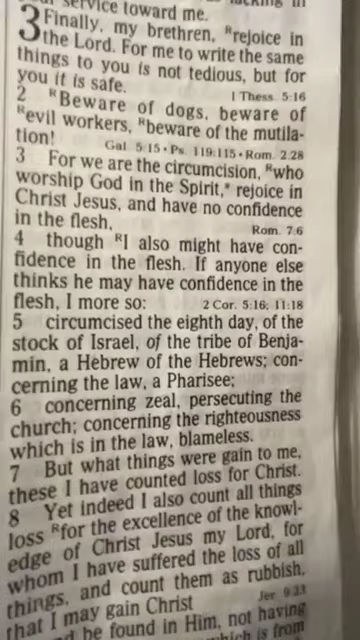 service toward me.
3 Finally, my brethren, ᴿrejoice in
the Lord. For me to write the same
things to you is not tedious, but for
you it is safe. 1 Thess. 5:16
2 ᴿBeware of dogs, beware of
ᴿevil workers, ᴿbeware of the mutila-
tion! Gal. 5:15 • Ps. 119:115 • Rom. 2:28
3 For we are the circumcision, ᴿwho
worship God in the Spirit,* rejoice in
Christ Jesus, and have no confidence
in the flesh, Rom. 7:6
4 though ᴿI also might have con-
fidence in the flesh. If anyone else
thinks he may have confidence in the
flesh, I more so: 2 Cor. 5:16; 11:18
5 circumcised the eighth day, of the
stock of Israel, of the tribe of Benja-
min, a Hebrew of the Hebrews; con-
cerning the law, a Pharisee;
6 concerning zeal, persecuting the
church; concerning the righteousness
which is in the law, blameless.
7 But what things were gain to me,
these I have counted loss for Christ.
8 Yet indeed I also count all things
loss ᴿfor the excellence of the knowl-
edge of Christ Jesus my Lord, for
whom I have suffered the loss of all
things, and count them as rubbish,
that I may gain Christ Jer. 9:23
be found in Him, not having
which is from